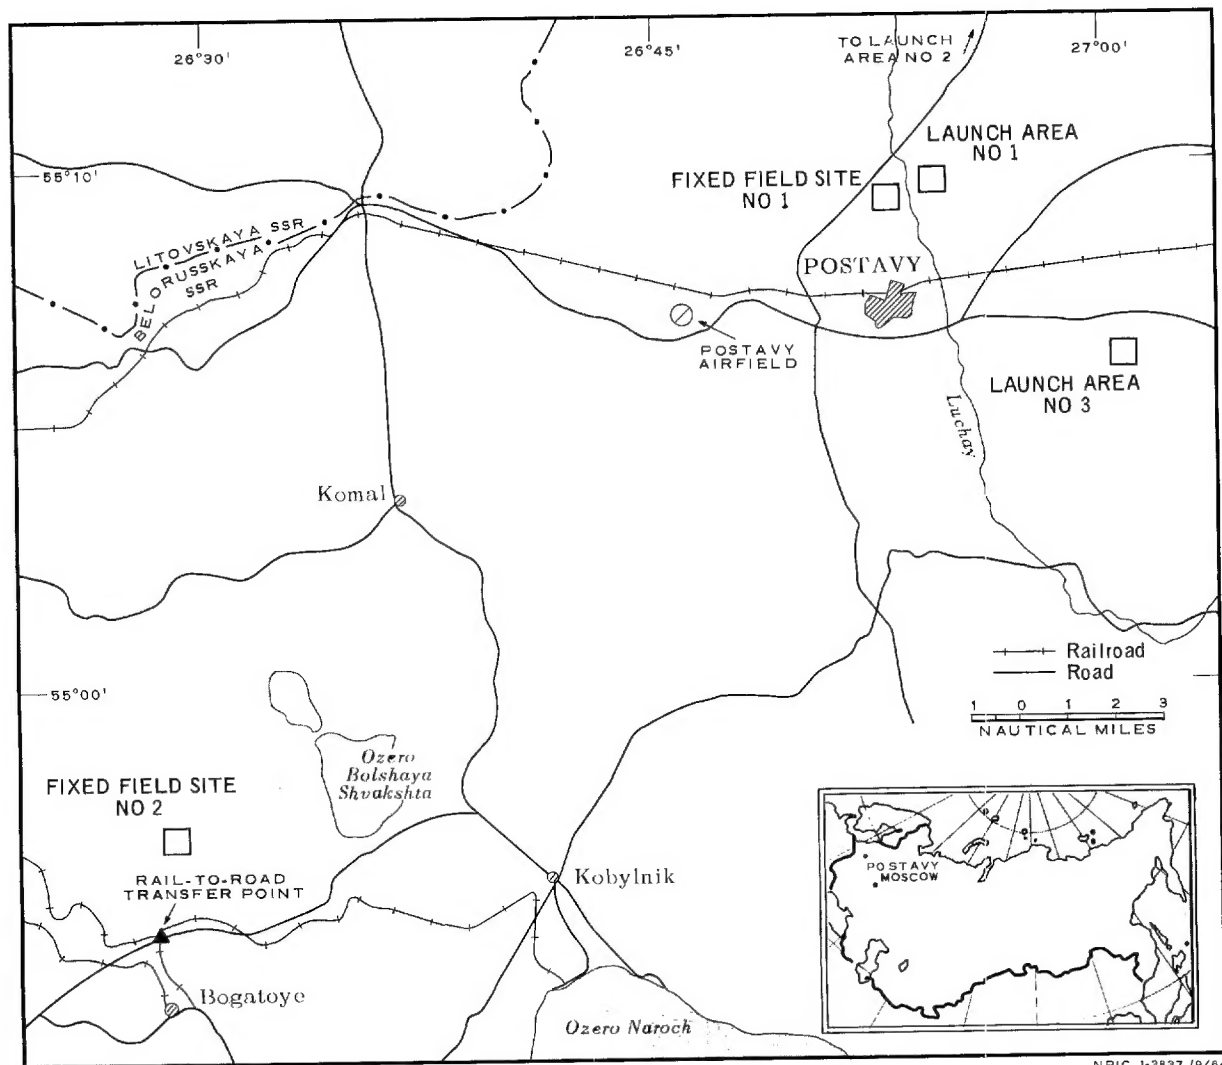 26°30'
26°45'
TO LAUNCH
AREA NO 2
27°00'
LAUNCH AREA
NO 1
55°10'
FIXED FIELD SITE
NO 1
LITOVSKAYA SSR
BELORUSSKAYA
SSR
POSTAVY
POSTAVY
AIRFIELD
LAUNCH AREA
NO 3
Luchay
Komal
Railroad
Road
55°00'
1 0 1 2 3
NAUTICAL MILES
Ozero
Bolshaya
Shvakshta
FIXED FIELD SITE
NO 2
RAIL-TO-ROAD
TRANSFER POINT
Kobylnik
POSTAVY
MOSCOW
Bogatoye
Ozero Naroch